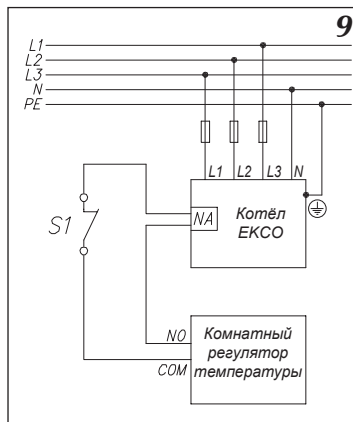 9
L1
L2
L3
N
PE
L1 L2 L3 N
NA
Котёл
EKCO
S1
NO
COM
Комнатный
регулятор
температуры